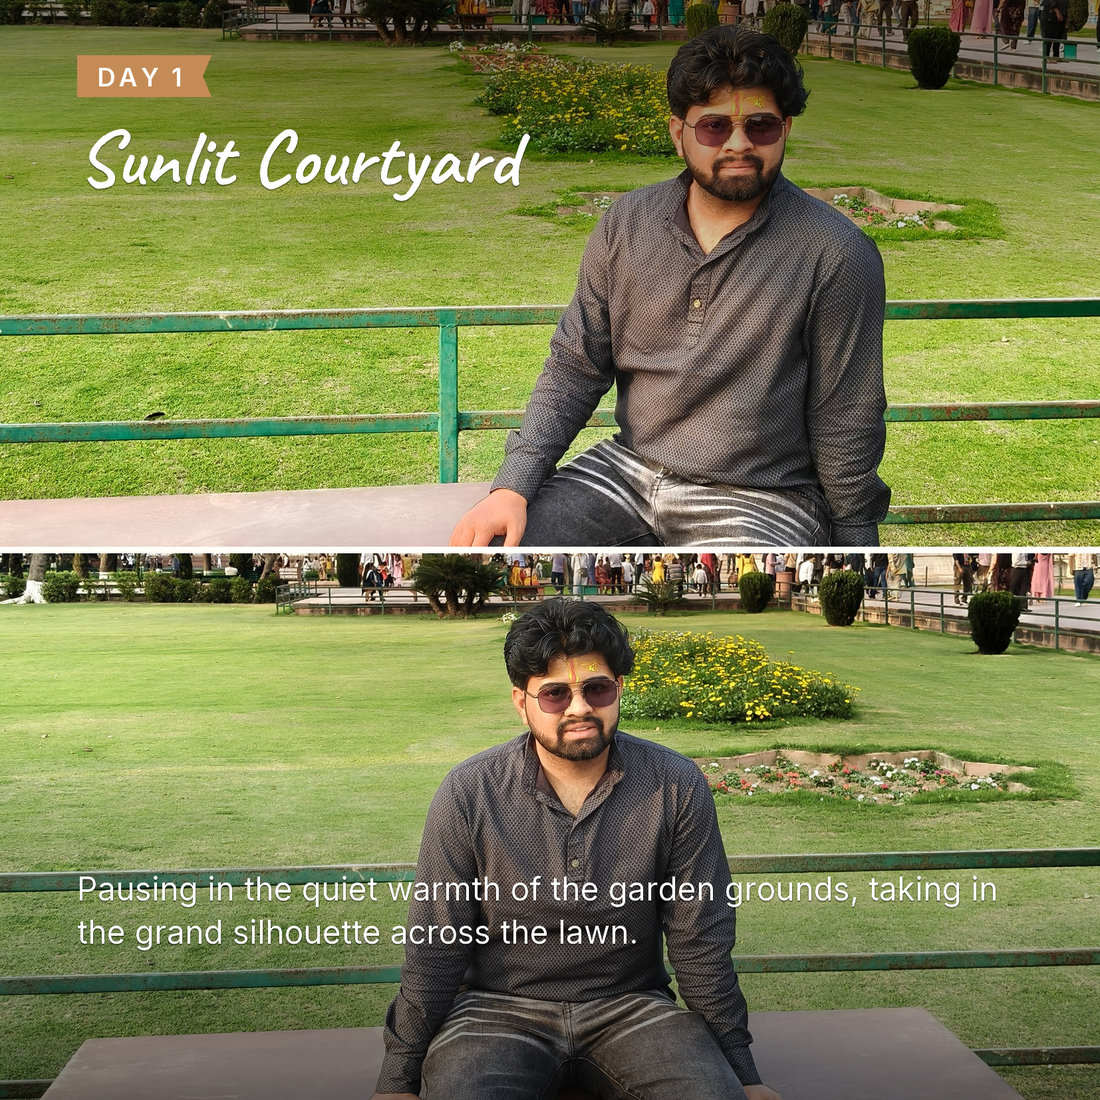 DAY 1
Sunlit Courtyard
Pausing in the quiet warmth of the garden grounds, taking in
the grand silhouette across the lawn.